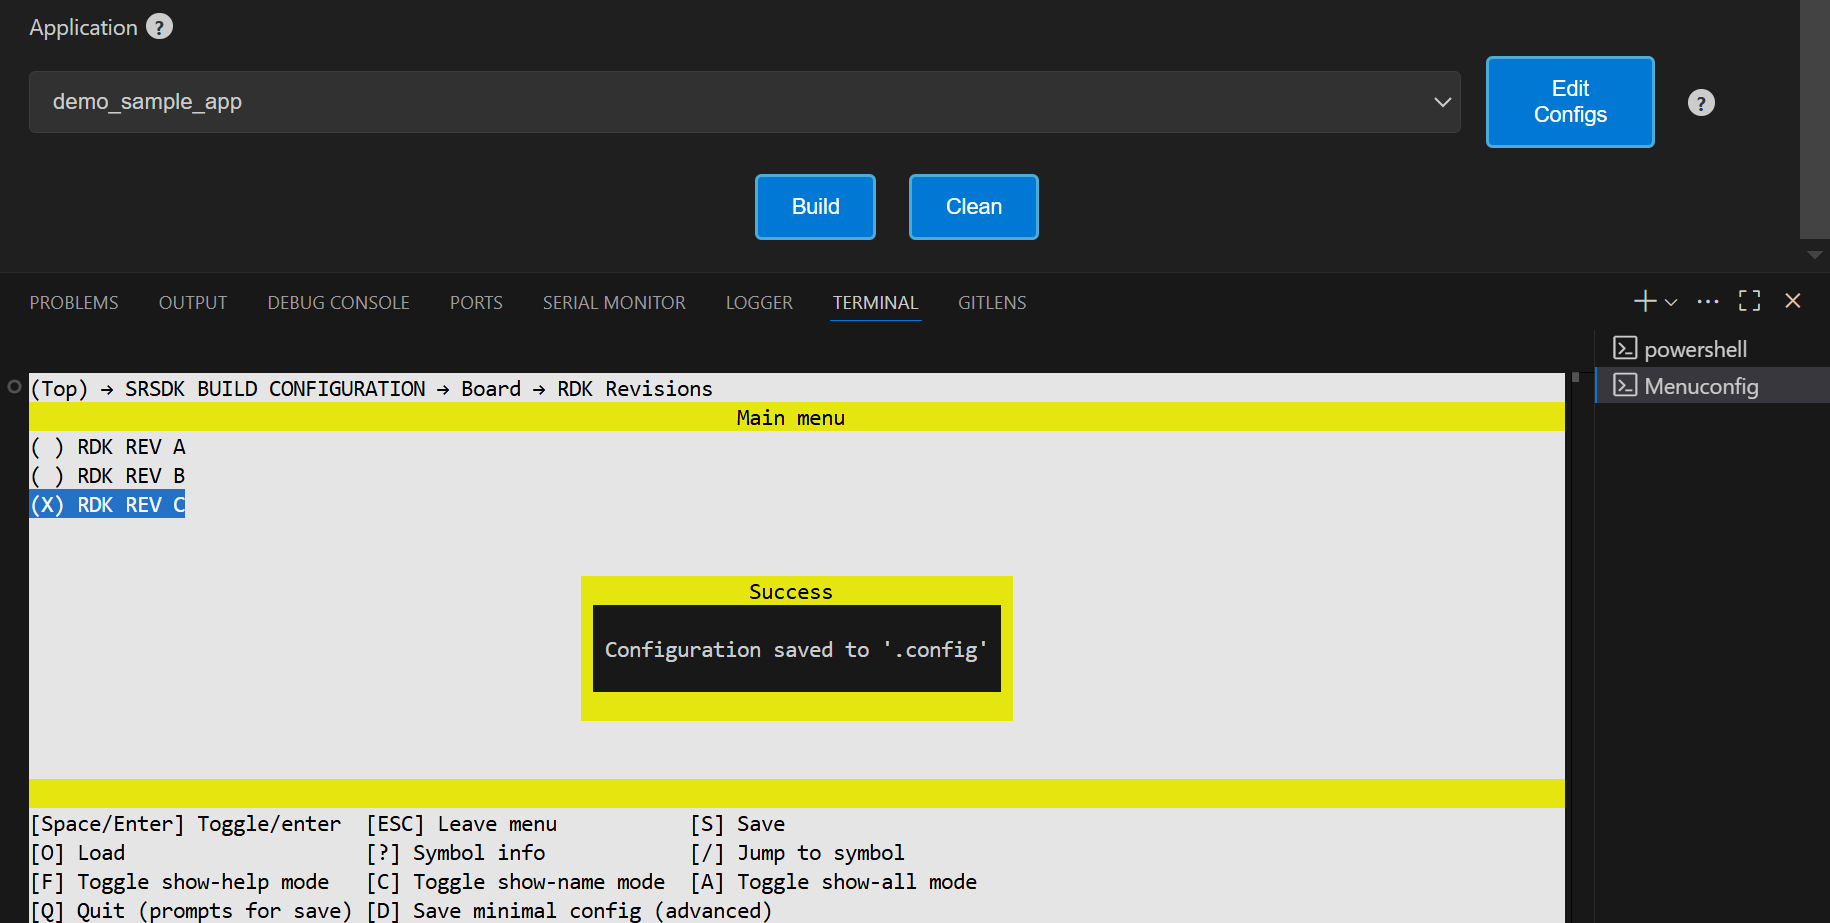 Application ?
demo_sample_app
Edit
Configs
?
Build
Clean
PROBLEMS OUTPUT DEBUG CONSOLE PORTS SERIAL MONITOR LOGGER TERMINAL GITLENS
powershell
Menuconfig
(Top) → SRSDK BUILD CONFIGURATION → Board → RDK Revisions
Main menu
( ) RDK REV A
( ) RDK REV B
(X) RDK REV C
Success
Configuration saved to '.config'
[Space/Enter] Toggle/enter [ESC] Leave menu [S] Save
[O] Load [?] Symbol info [/] Jump to symbol
[F] Toggle show-help mode [C] Toggle show-name mode [A] Toggle show-all mode
[Q] Quit (prompts for save) [D] Save minimal config (advanced)